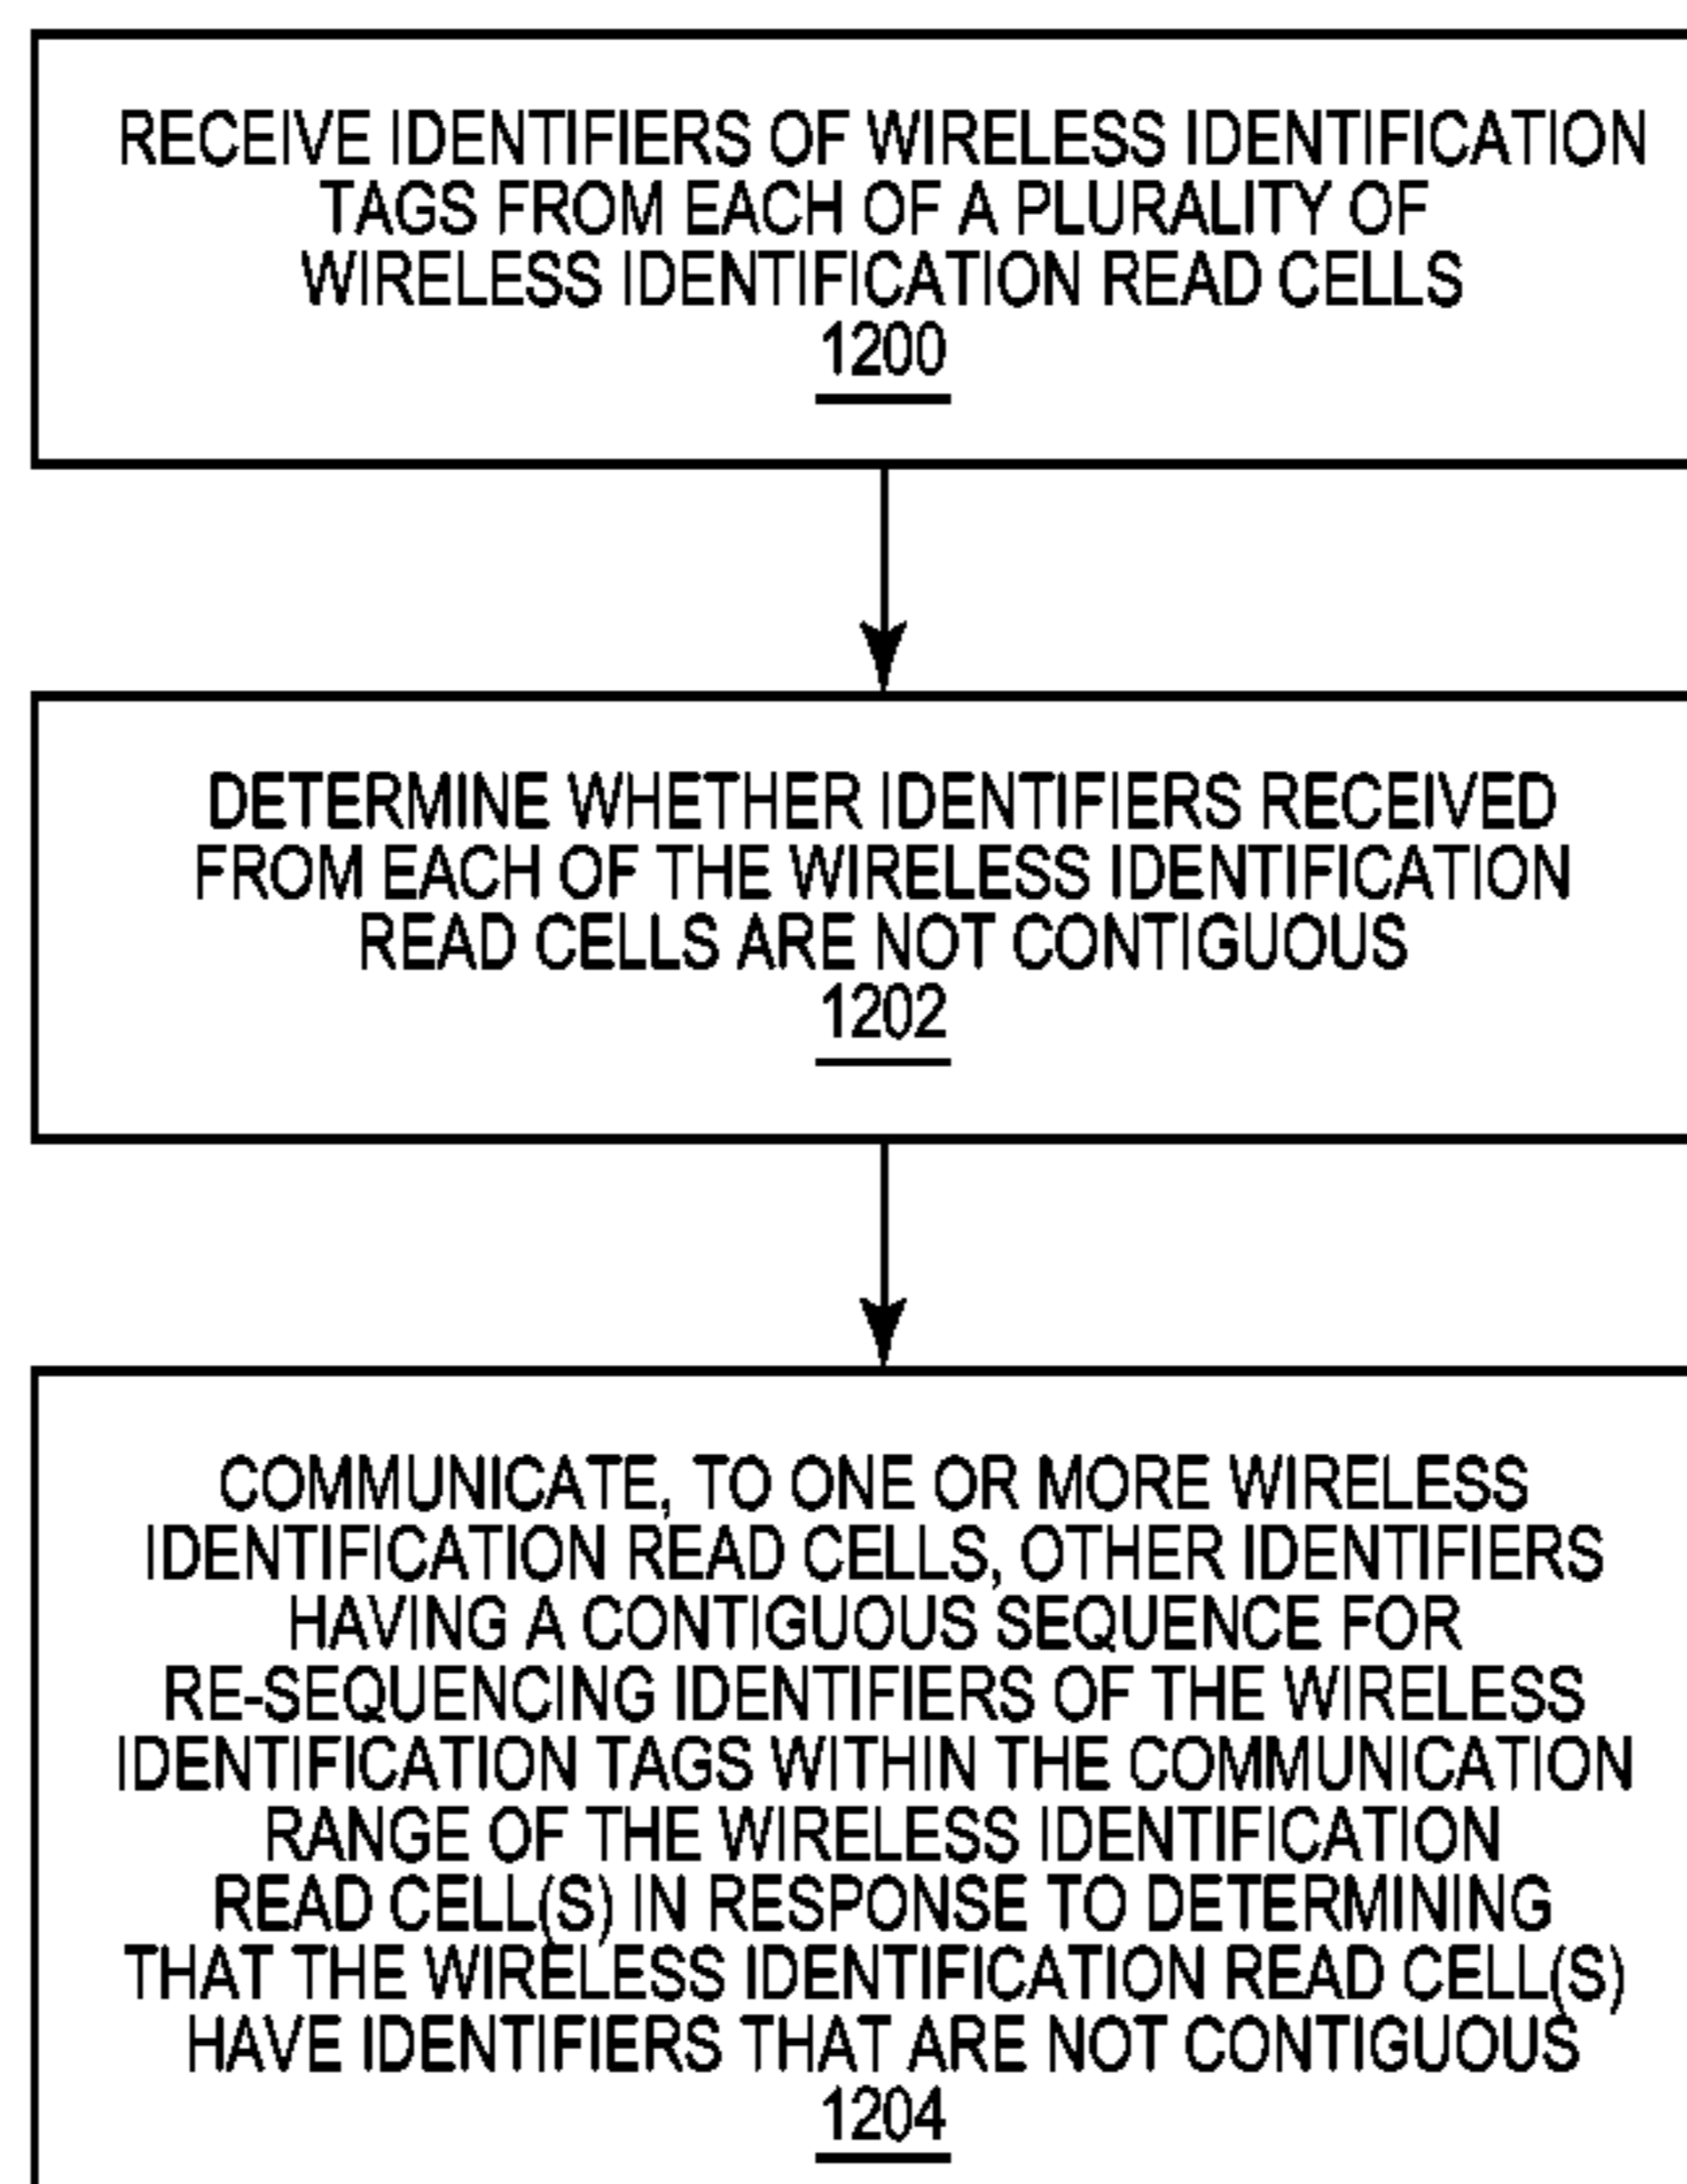 RECEIVE IDENTIFIERS OF WIRELESS IDENTIFICATION
TAGS FROM EACH OF A PLURALITY OF
WIRELESS IDENTIFICATION READ CELLS
1200
DETERMINE WHETHER IDENTIFIERS RECEIVED
FROM EACH OF THE WIRELESS IDENTIFICATION
READ CELLS ARE NOT CONTIGUOUS
1202
COMMUNICATE, TO ONE OR MORE WIRELESS
IDENTIFICATION READ CELLS, OTHER IDENTIFIERS
HAVING A CONTIGUOUS SEQUENCE FOR
RE-SEQUENCING IDENTIFIERS OF THE WIRELESS
IDENTIFICATION TAGS WITHIN THE COMMUNICATION
RANGE OF THE WIRELESS IDENTIFICATION
READ CELL(S) IN RESPONSE TO DETERMINING
THAT THE WIRELESS IDENTIFICATION READ CELL(S)
HAVE IDENTIFIERS THAT ARE NOT CONTIGUOUS
1204